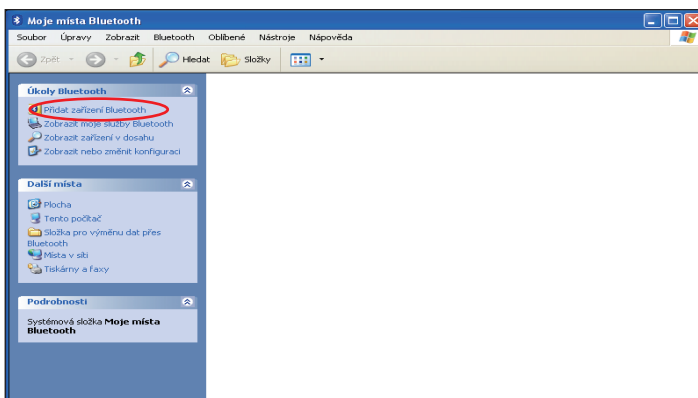 Moje místa Bluetooth
Soubor Úpravy Zobrazit Bluetooth Oblíbené Nástroje Nápověda
Zpět Hledat Složky
Úkoly Bluetooth
Přidat zařízení Bluetooth
Zobrazit moje služby Bluetooth
Zobrazit zařízení v dosahu
Zobrazit nebo změnit konfiguraci
Další místa
Plocha
Tento počítač
Složka pro výměnu dat přes
Bluetooth
Místa v síti
Tiskárny a faxy
Podrobnosti
Systémová složka Moje místa
Bluetooth